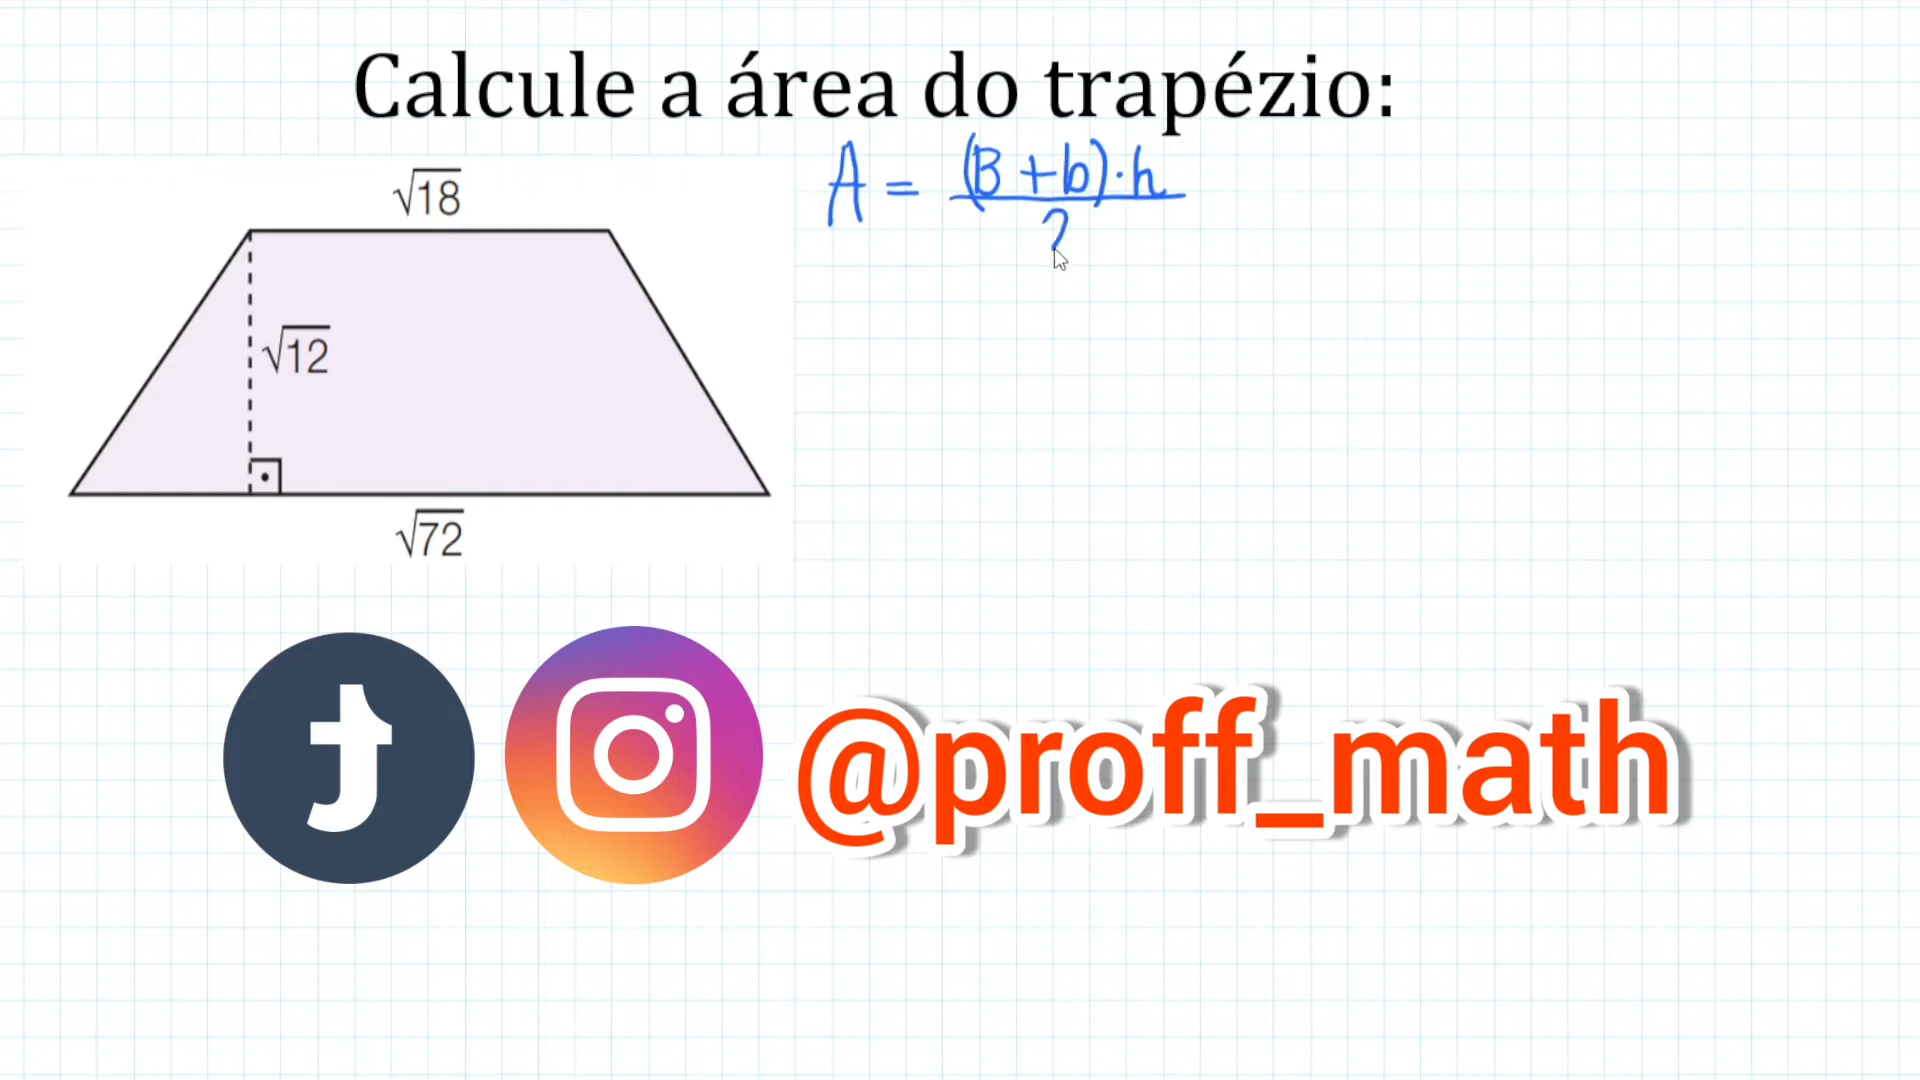 Calcule a área do trapézio:
A = (B + b) · h
2
√18
√12
√72
@proff_math